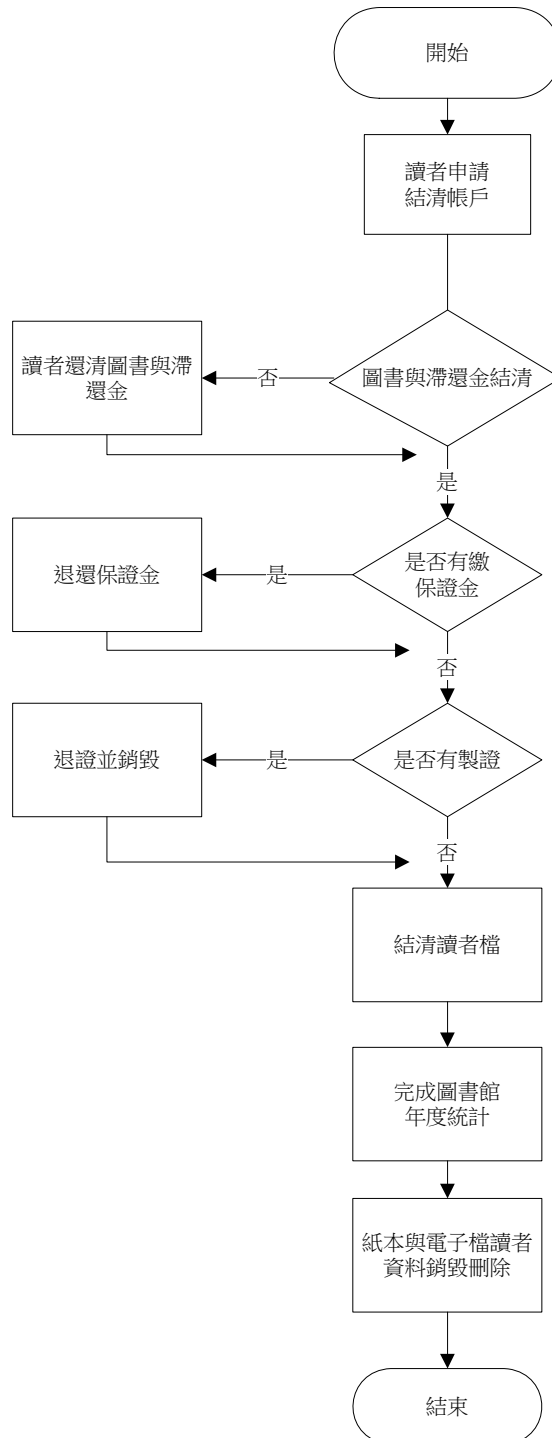 開始
讀者申請
結清帳戶
讀者還清圖書與滯
還金
否
圖書與滯還金結清
是
退還保證金
是
是否有繳
保證金
否
退證並銷毀
是
是否有製證
否
結清讀者檔
完成圖書館
年度統計
紙本與電子檔讀者
資料銷毀刪除
結束